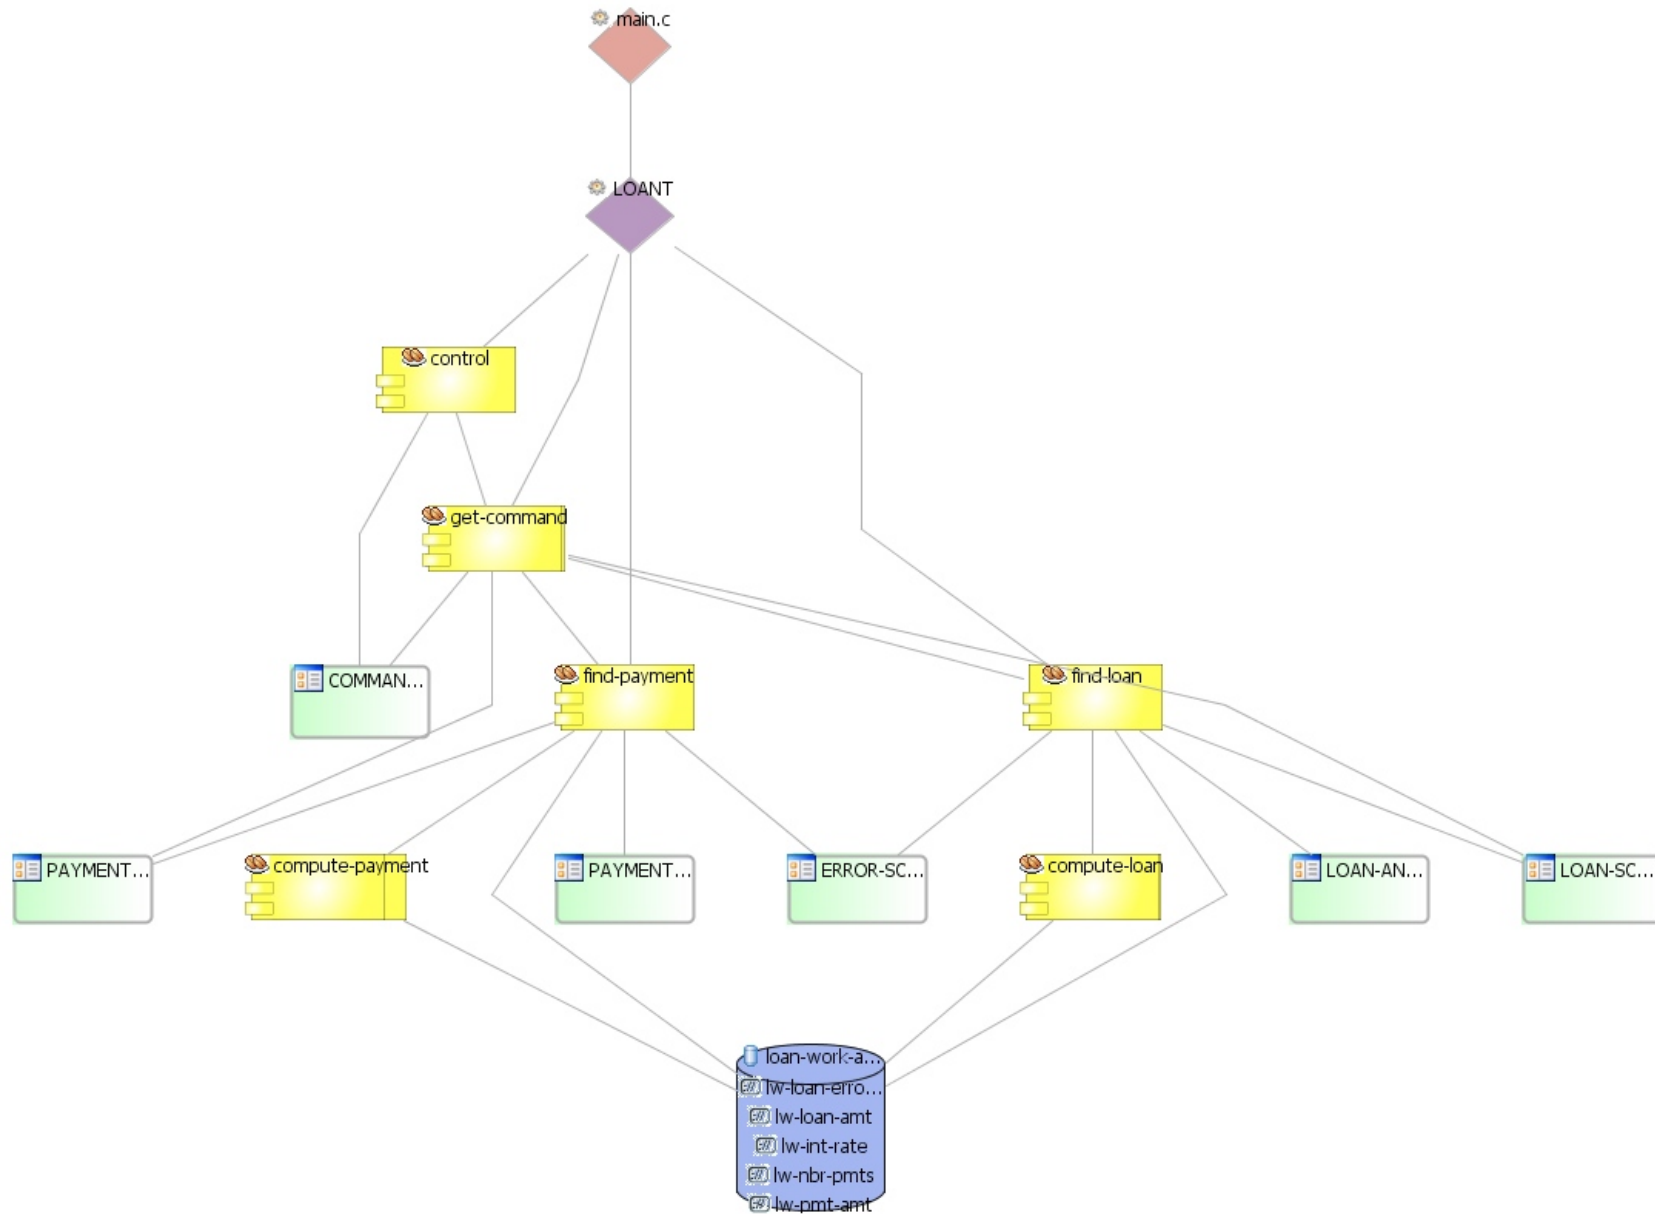 main.c
LOANT
control
get-command
COMMAN...
find-payment
find-loan
PAYMENT...
compute-payment
PAYMENT...
ERROR-SC...
compute-loan
LOAN-AN...
LOAN-SC...
loan-work-a...
lw-loan-erro...
lw-loan-amt
lw-int-rate
lw-nbr-pmts
lw-pmt-amt